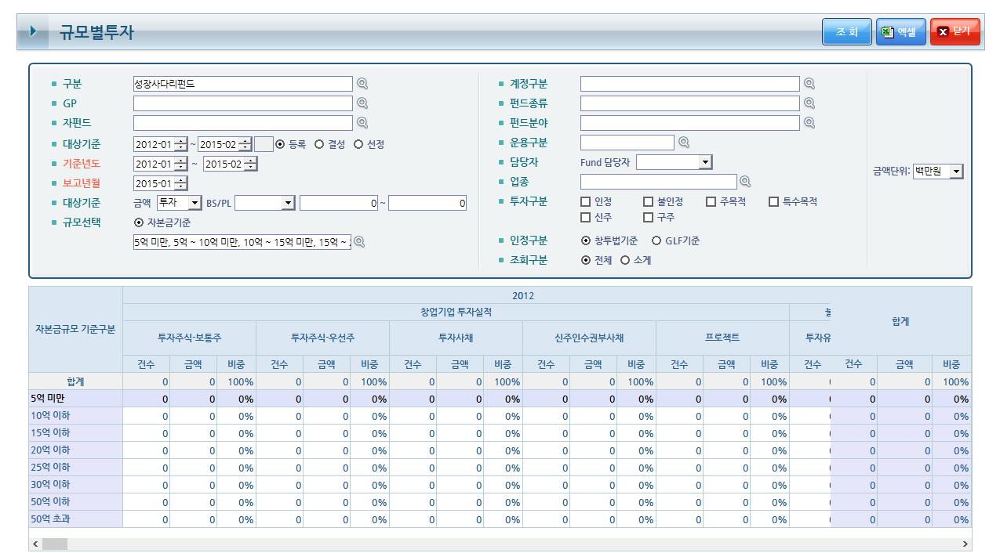 규모별투자 조 회 엑셀 닫기
구분 성장사다리펀드 계정구분
GP 펀드종류
자펀드 펀드분야
대상기준 2012-01 ~ 2015-02 등록 결성 선정 운용구분
기준년도 2012-01 ~ 2015-02 담당자 Fund 담당자
금액단위: 백만원
보고년월 2015-01 업종
대상기준 금액 투자 BS/PL 0 ~ 0 투자구분 인정 불인정 주목적 특수목적
규모선택 자본금기준 신주 구주
5억 미만, 5억 ~ 10억 미만, 10억 ~ 15억 미만, 15억 ~ 인정구분 창투법기준 GLF기준
조회구분 전체 소계
2012
창업기업 투자실적
자본금규모 기준구분 합계
투자주식-보통주 투자주식-우선주 투자사채 신주인수권부사채 프로젝트 투자유
건수 금액 비중 건수 금액 비중 건수 금액 비중 건수 금액 비중 건수 금액 비중 건수 건수 금액 비중
합계 0 0 100% 0 0 100% 0 0 100% 0 0 100% 0 0 100% 0 0 100%
5억 미만 0 0 0% 0 0 0% 0 0 0% 0 0 0% 0 0 0% 0 0 0%
10억 이하 0 0 0% 0 0 0% 0 0 0% 0 0 0% 0 0 0% 0 0 0%
15억 이하 0 0 0% 0 0 0% 0 0 0% 0 0 0% 0 0 0% 0 0 0%
20억 이하 0 0 0% 0 0 0% 0 0 0% 0 0 0% 0 0 0% 0 0 0%
25억 이하 0 0 0% 0 0 0% 0 0 0% 0 0 0% 0 0 0% 0 0 0%
30억 이하 0 0 0% 0 0 0% 0 0 0% 0 0 0% 0 0 0% 0 0 0%
50억 이하 0 0 0% 0 0 0% 0 0 0% 0 0 0% 0 0 0% 0 0 0%
50억 초과 0 0 0% 0 0 0% 0 0 0% 0 0 0% 0 0 0% 0 0 0%